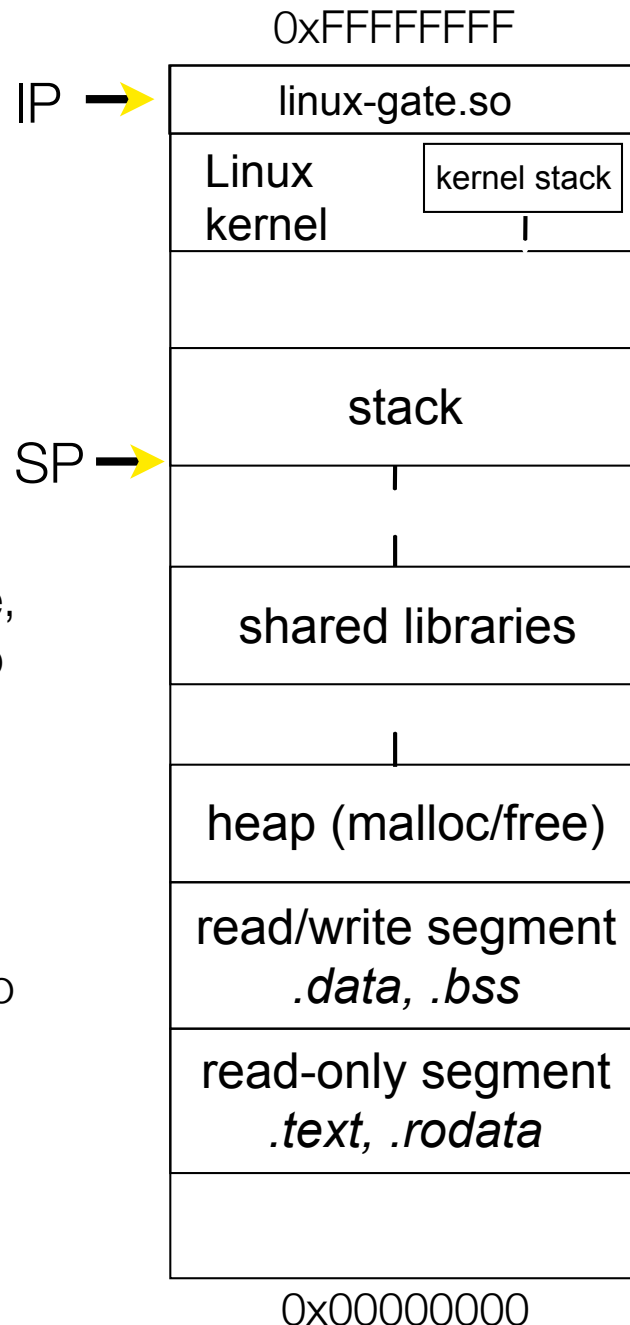 0xFFFFFFFF
IP
linux-gate.so
Linux
kernel
kernel stack
stack
SP
e,
shared libraries
heap (malloc/free)
read/write segment
.data, .bss
read-only segment
.text, .rodata
0x00000000